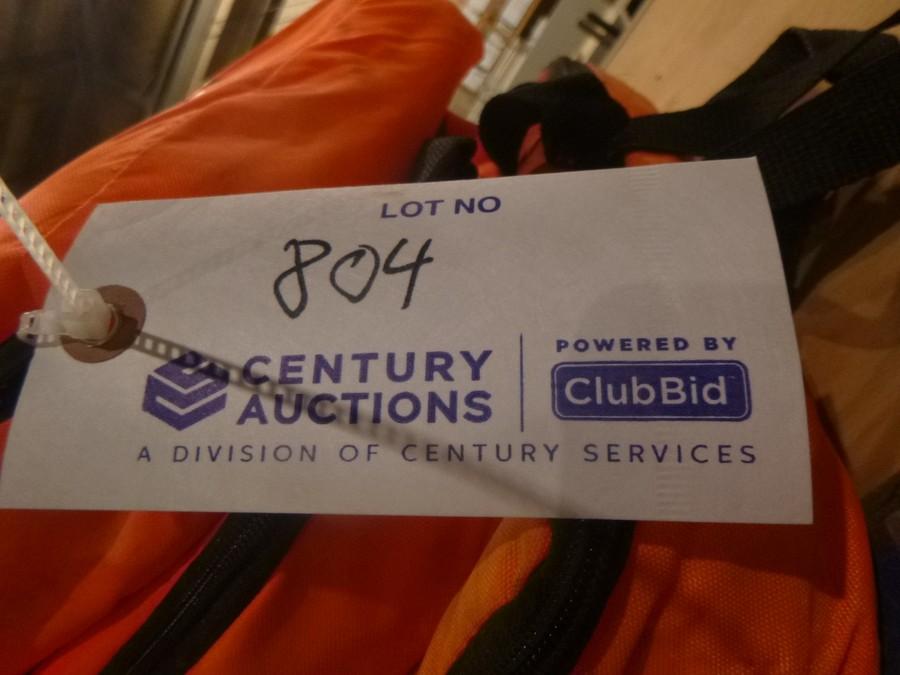 LOT NO
804
CENTURY
AUCTIONS
POWERED BY
ClubBid
A DIVISION OF CENTURY SERVICES